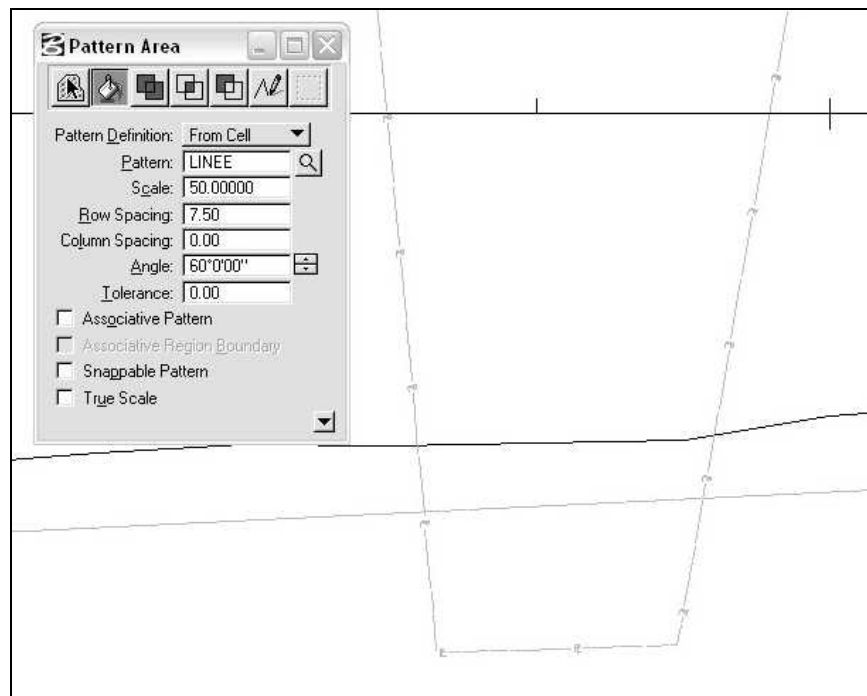 Pattern Area
Pattern Definition: From Cell
Pattern: LINEE
Scale: 50.00000
Row Spacing: 7.50
Column Spacing: 0.00
Angle: 60°0'00"
Tolerance: 0.00
Associative Pattern
Associative Region Boundary
Snappable Pattern
True Scale